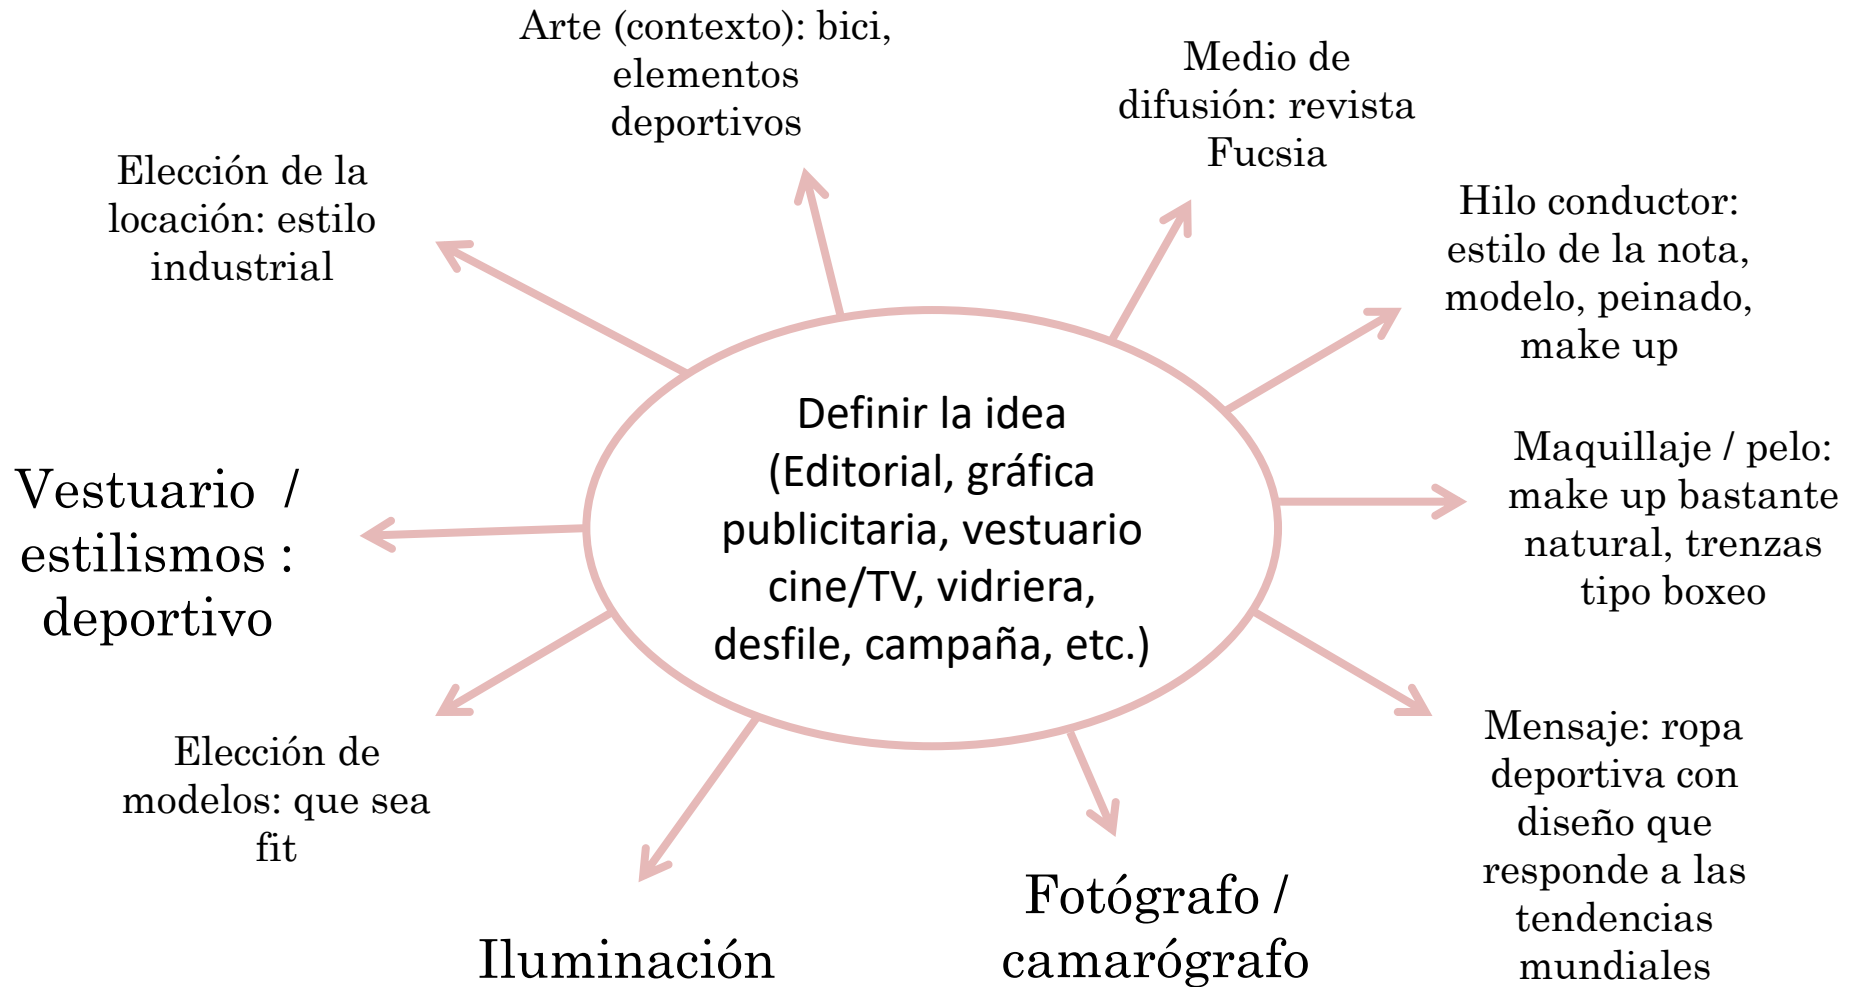 Arte (contexto): bici,
elementos
deportivos
Medio de
difusión: revista
Fucsia
Elección de la
locación: estilo
industrial
Hilo conductor:
estilo de la nota,
modelo, peinado,
make up
Definir la idea
(Editorial, gráfica
publicitaria, vestuario
cine/TV, vidriera,
desfile, campaña, etc.)
Maquillaje / pelo:
make up bastante
natural, trenzas
tipo boxeo
Vestuario /
estilismos :
deportivo
Elección de
modelos: que sea
fit
Mensaje: ropa
deportiva con
diseño que
responde a las
tendencias
mundiales
Iluminación
Fotógrafo /
camarógrafo